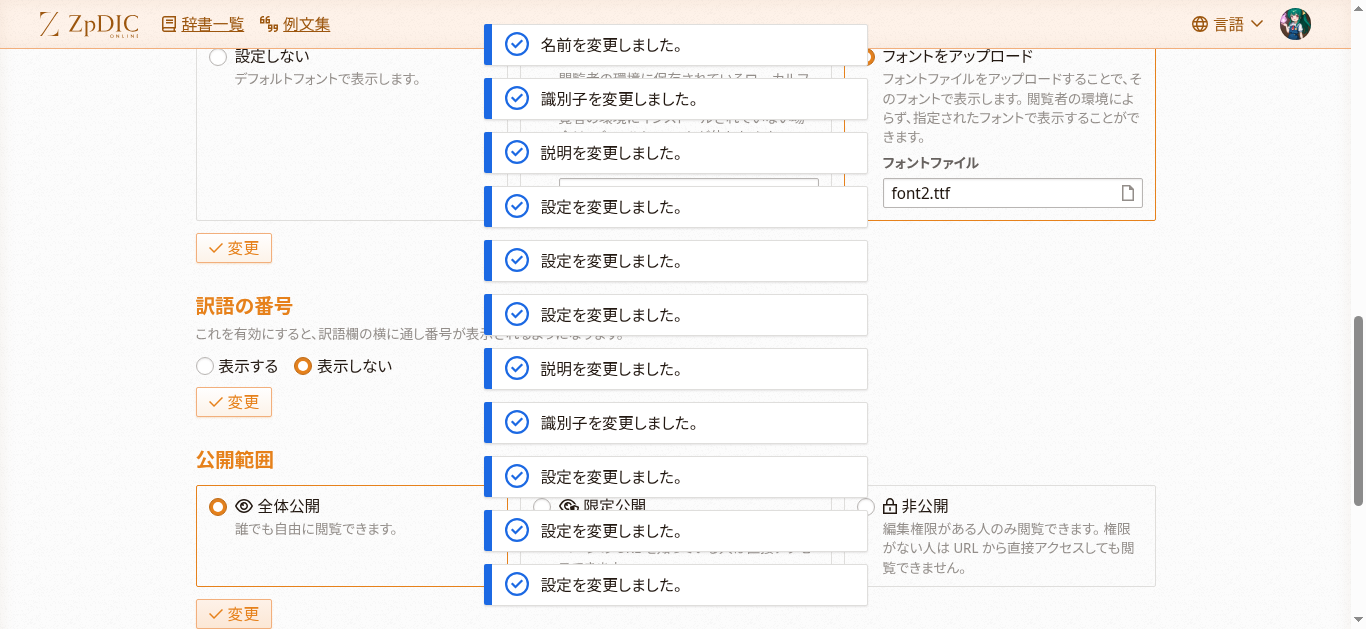 ZpDIC
ONLINE
辞書一覧
例文集
言語
設定しない
デフォルトフォントで表示します。
フォントをアップロード
フォントファイルをアップロードすることで、そ
のフォントで表示します。閲覧者の環境によ
らず、指定されたフォントで表示することがで
きます。
フォントファイル
font2.ttf
変更
名前を変更しました。
識別子を変更しました。
説明を変更しました。
設定を変更しました。
設定を変更しました。
設定を変更しました。
説明を変更しました。
識別子を変更しました。
設定を変更しました。
設定を変更しました。
設定を変更しました。
訳語の番号
これを有効にすると、訳語欄の横に通し番号が表示されるようになります。
表示する
表示しない
変更
公開範囲
全体公開
誰でも自由に閲覧できます。
限定公開
非公開
編集権限がある人のみ閲覧できます。権限
がない人は URL から直接アクセスしても閲
覧できません。
変更